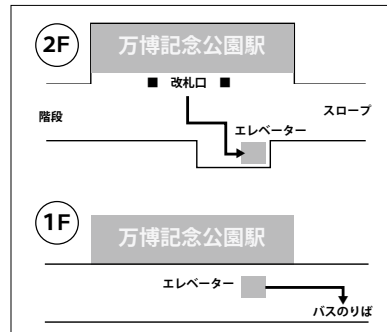 2F
万博記念公園駅
改札口
階段
スロープ
エレベーター
1F
万博記念公園駅
エレベーター
バスのりば